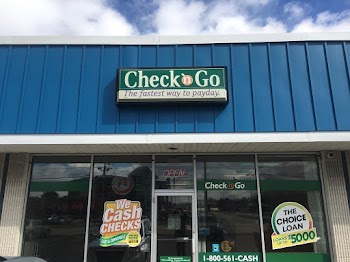 Check 'n Go
The fastest way to payday.
OPEN
We
Cash
CHECKS
Check 'n Go
THE
CHOICE
LOAN
$5000
1-800-561-CASH